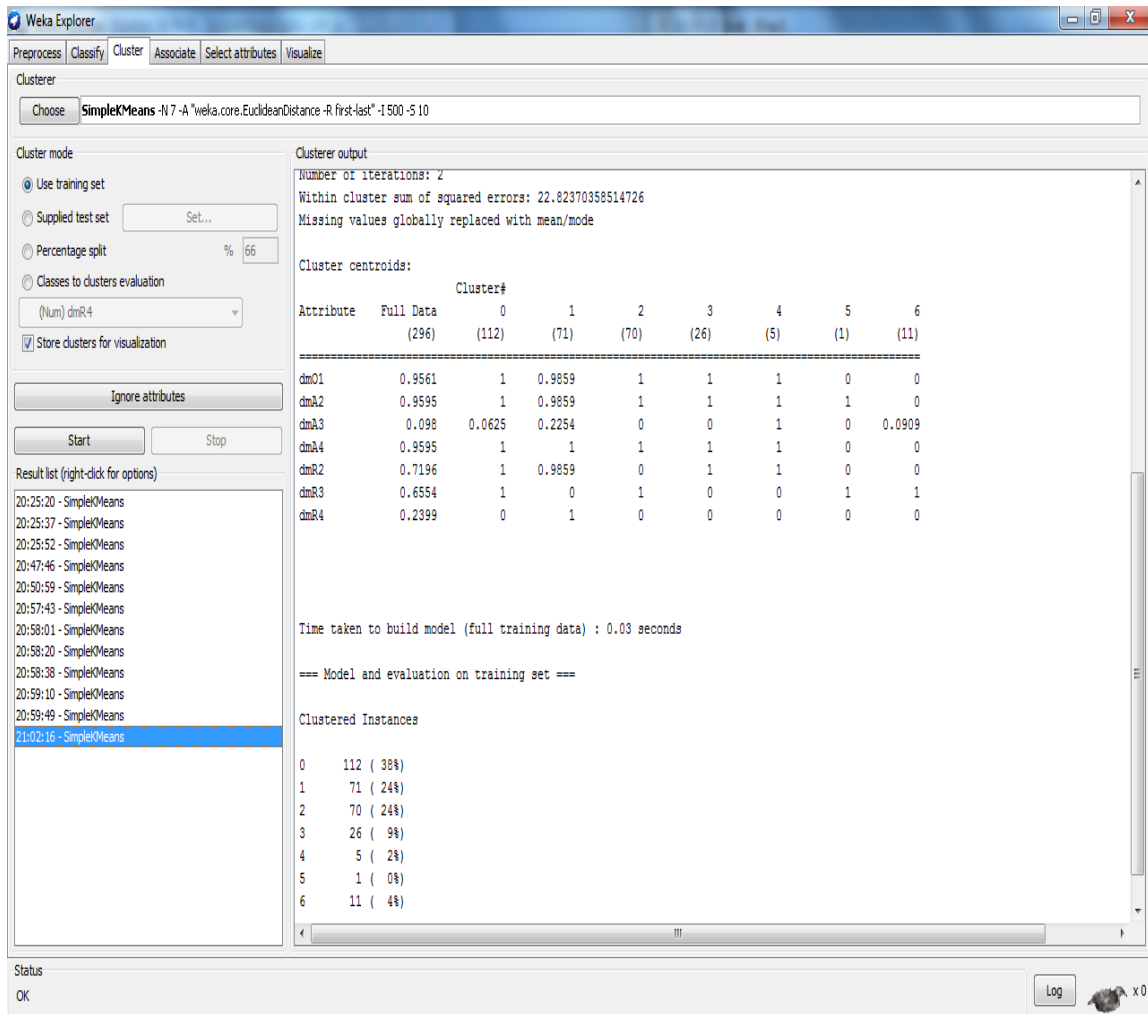 Weka Explorer
Preprocess Classify Cluster Associate Select attributes Visualize
Clusterer
Choose SimpleKMeans -N 7 -A "weka.core.EuclideanDistance -R first-last" -I 500 -S 10
Cluster mode
Use training set
Supplied test set Set...
Percentage split % 66
Classes to clusters evaluation
(Num) dmR4
Store clusters for visualization
Ignore attributes
Start Stop
Result list (right-click for options)
20:25:20 - SimpleKMeans
20:25:37 - SimpleKMeans
20:25:52 - SimpleKMeans
20:47:46 - SimpleKMeans
20:50:59 - SimpleKMeans
20:57:43 - SimpleKMeans
20:58:01 - SimpleKMeans
20:58:20 - SimpleKMeans
20:58:38 - SimpleKMeans
20:59:10 - SimpleKMeans
20:59:49 - SimpleKMeans
21:02:16 - SimpleKMeans
Clusterer output
Number of iterations: 2
Within cluster sum of squared errors: 22.82370358514726
Missing values globally replaced with mean/mode
Cluster centroids:
Cluster#
Attribute Full Data 0 1 2 3 4 5 6
(296) (112) (71) (70) (26) (5) (1) (11)
==================================================================================================
dmO1 0.9561 1 0.9859 1 1 1 0 0
dmA2 0.9595 1 0.9859 1 1 1 1 0
dmA3 0.098 0.0625 0.2254 0 0 1 0 0.0909
dmA4 0.9595 1 1 1 1 1 0 0
dmR2 0.7196 1 0.9859 0 1 1 0 0
dmR3 0.6554 1 0 1 0 0 1 1
dmR4 0.2399 0 1 0 0 0 0 0
Time taken to build model (full training data) : 0.03 seconds
=== Model and evaluation on training set ===
Clustered Instances
0 112 ( 38%)
1 71 ( 24%)
2 70 ( 24%)
3 26 ( 9%)
4 5 ( 2%)
5 1 ( 0%)
6 11 ( 4%)
Status
OK
Log x 0